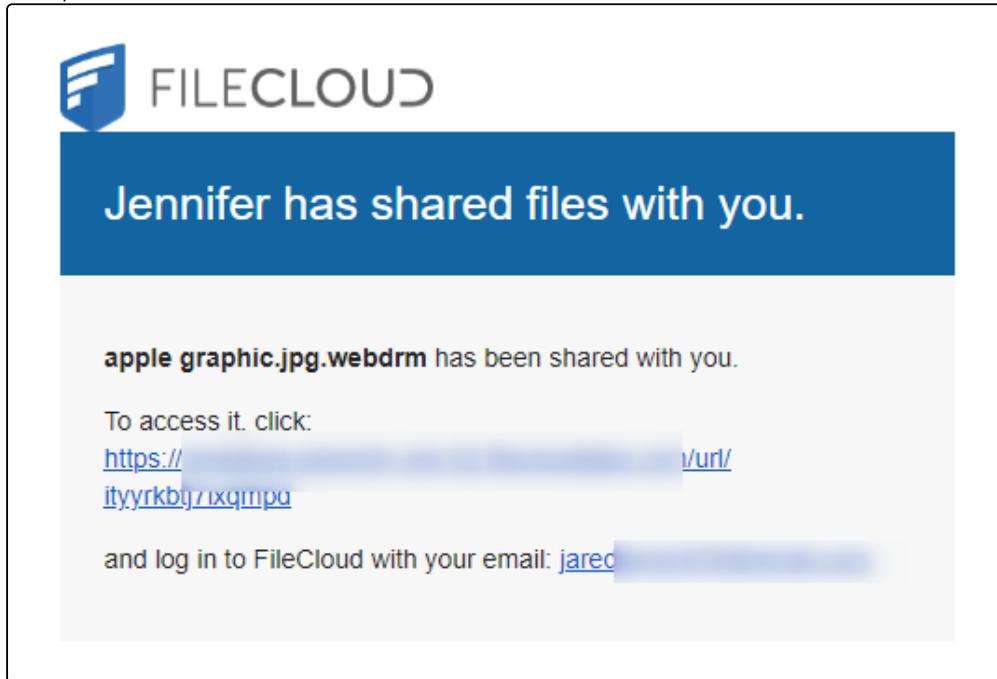 FILECLOUD
Jennifer has shared files with you.
apple graphic.jpg.webdrm has been shared with you.
To access it. click:
https:// /url/
and log in to FileCloud with your email: jared